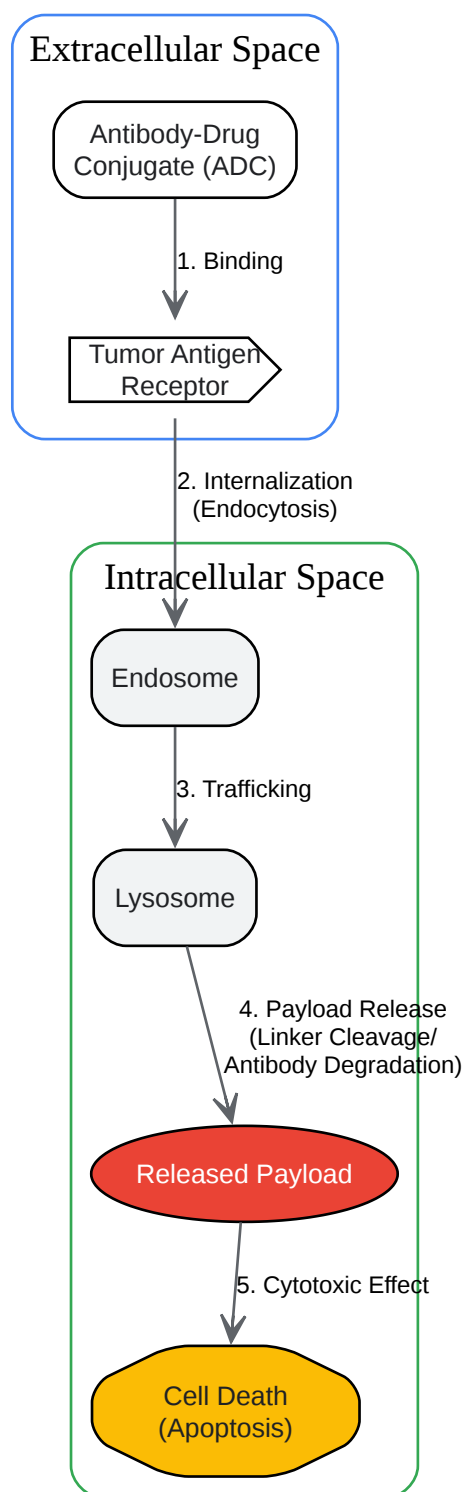 Extracellular Space
Antibody-Drug
Conjugate (ADC)
1. Binding
Tumor Antigen
Receptor
2. Internalization
(Endocytosis)
Intracellular Space
Endosome
3. Trafficking
Lysosome
4. Payload Release
(Linker Cleavage/
Antibody Degradation)
Released Payload
5. Cytotoxic Effect
Cell Death
(Apoptosis)